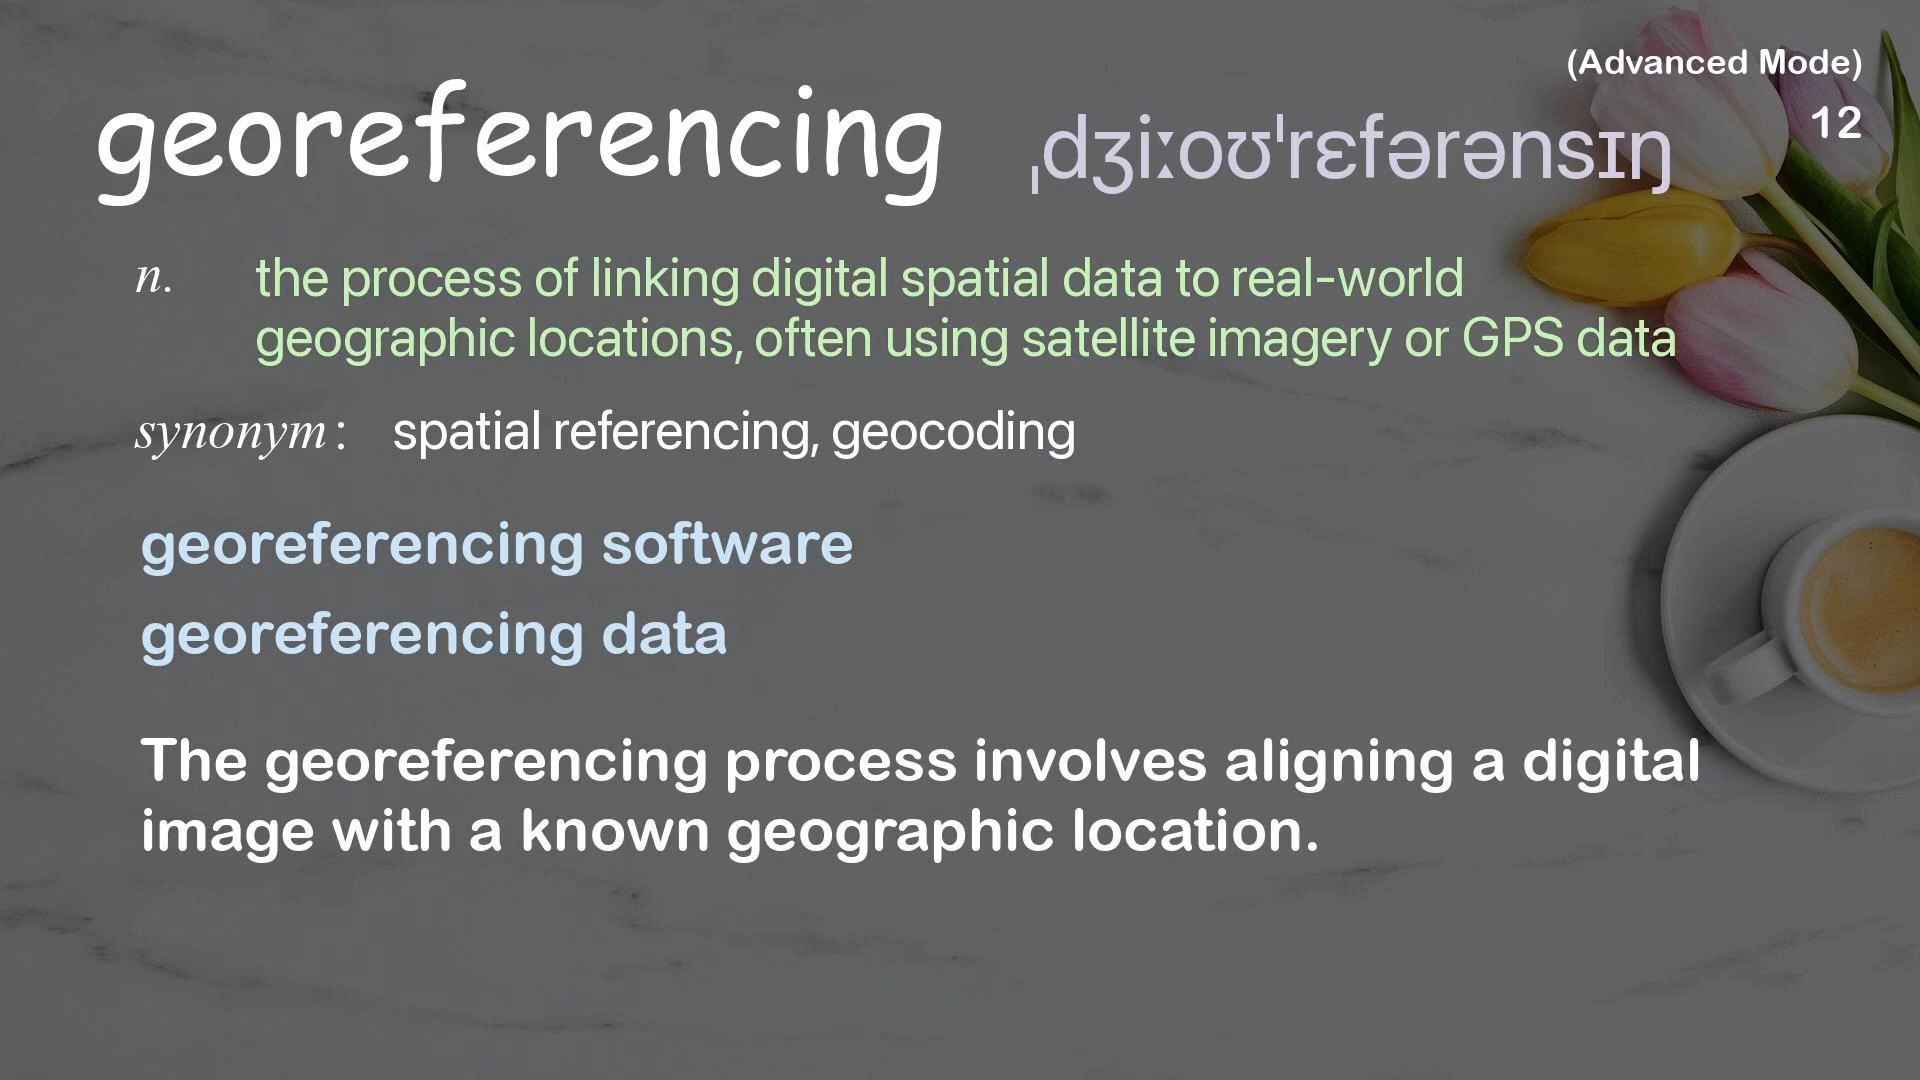 (Advanced Mode)
12
georeferencing ˌdʒiːoʊˈrɛfərənsɪŋ
n. the process of linking digital spatial data to real-world
geographic locations, often using satellite imagery or GPS data
synonym: spatial referencing, geocoding
georeferencing software
georeferencing data
The georeferencing process involves aligning a digital
image with a known geographic location.